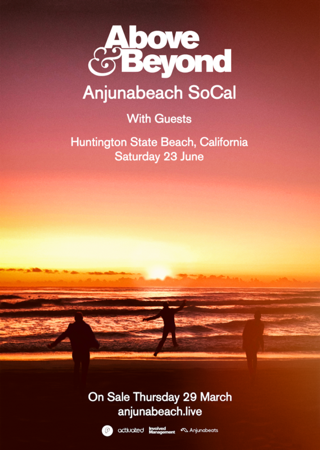 Above
& Beyond
Anjunabeach SoCal
With Guests
Huntington State Beach, California
Saturday 23 June
On Sale Thursday 29 March
anjunabeach.live
activated
Involved
Management
Anjunabeats